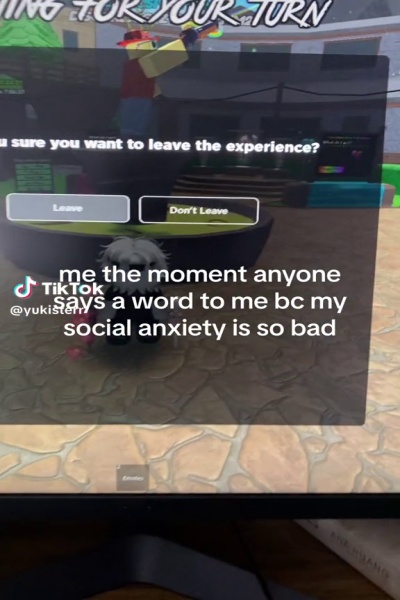 ING FOR YOUR TURN
u sure you want to leave the experience?
Leave
Don't Leave
me the moment anyone
says a word to me bc my
social anxiety is so bad
TikTok
@yukisterr